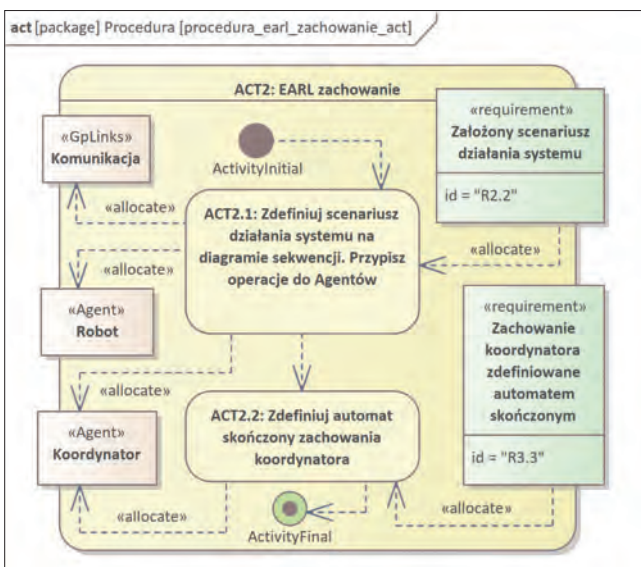 act [package] Procedura [procedura_earl_zachowanie_act]
ACT2: EARL zachowanie
«GpLinks»
Komunikacja
ActivityInitial
«requirement»
Założony scenariusz
działania systemu
id = "R2.2"
«allocate»
ACT2.1: Zdefiniuj scenariusz
działania systemu na
diagramie sekwencji. Przypisz
operacje do Agentów
«allocate»
«allocate»
«Agent»
Robot
«requirement»
Zachowanie
koordynatora
zdefiniowane
automatem
skończonym
id = "R3.3"
«allocate»
«Agent»
Koordynator
ACT2.2: Zdefiniuj automat
skończony zachowania
koordynatora
«allocate»
«allocate»
ActivityFinal